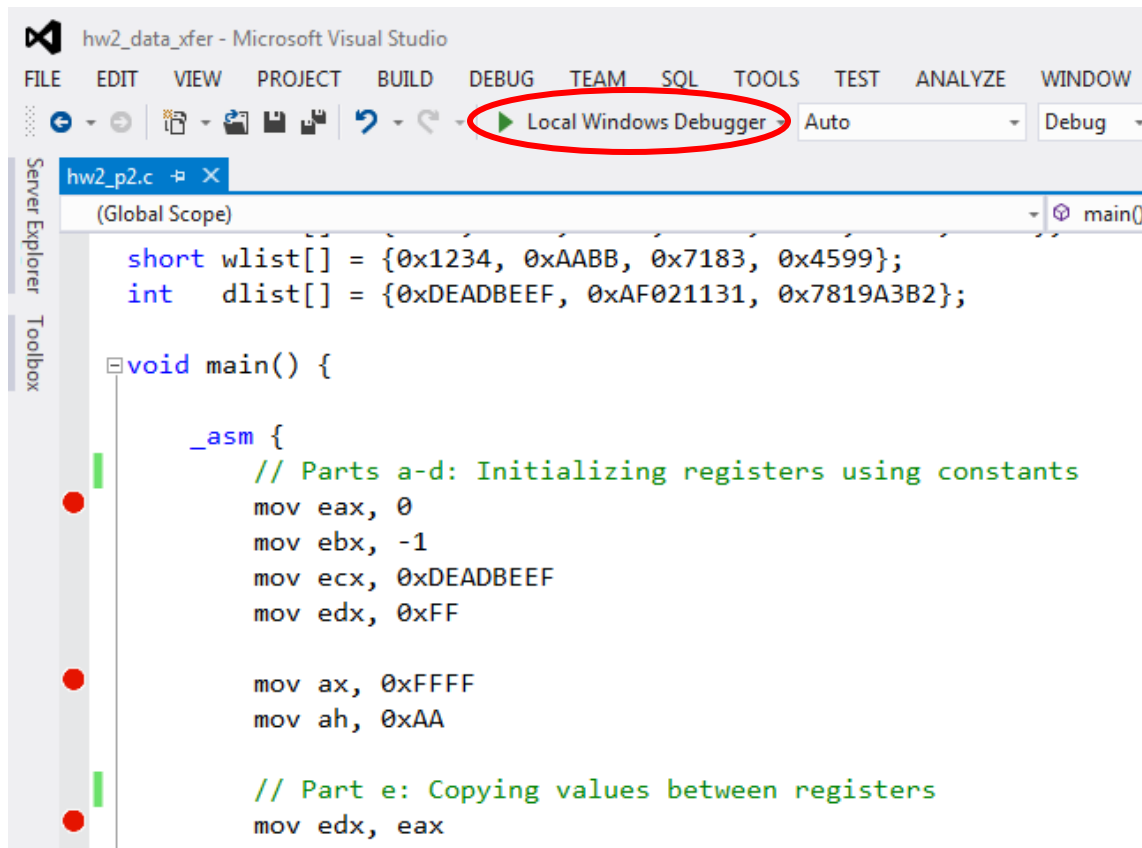 hw2_data_xfer - Microsoft Visual Studio
FILE EDIT VIEW PROJECT BUILD DEBUG TEAM SQL TOOLS TEST ANALYZE WINDOW
Local Windows Debugger Auto Debug
Server Explorer
Toolbox
hw2_p2.c
(Global Scope) main()
short wlist[] = {0x1234, 0xAABB, 0x7183, 0x4599};
int dlist[] = {0xDEADBEEF, 0xAF021131, 0x7819A3B2};
void main() {
_asm {
// Parts a-d: Initializing registers using constants
mov eax, 0
mov ebx, -1
mov ecx, 0xDEADBEEF
mov edx, 0xFF
mov ax, 0xFFFF
mov ah, 0xAA
// Part e: Copying values between registers
mov edx, eax